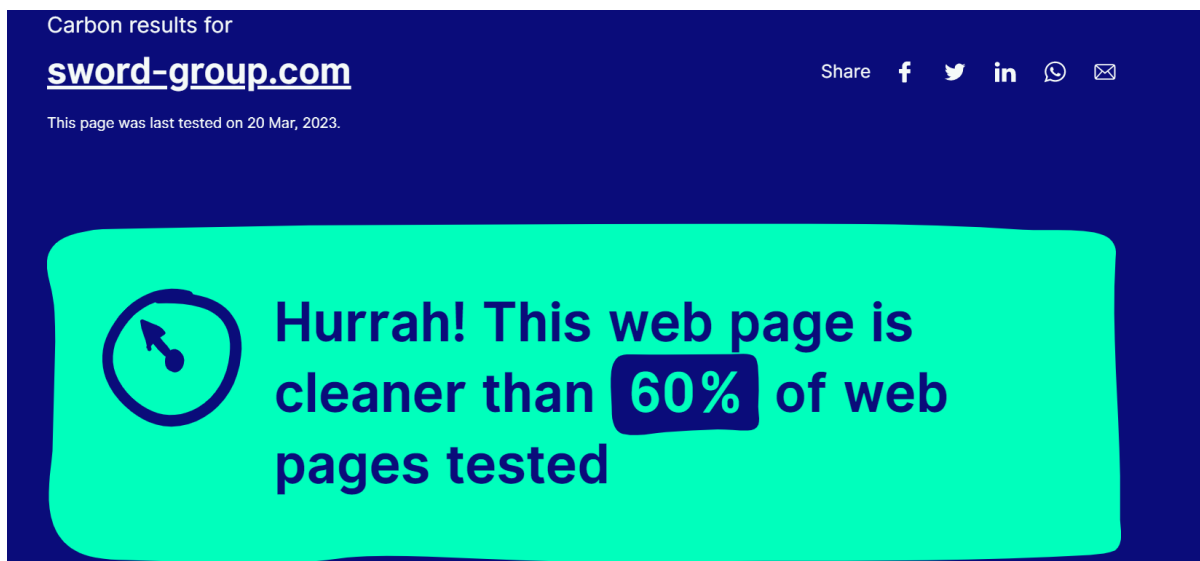 Carbon results for
sword-group.com
Share
This page was last tested on 20 Mar, 2023.
Hurrah! This web page is
cleaner than 60% of web
pages tested